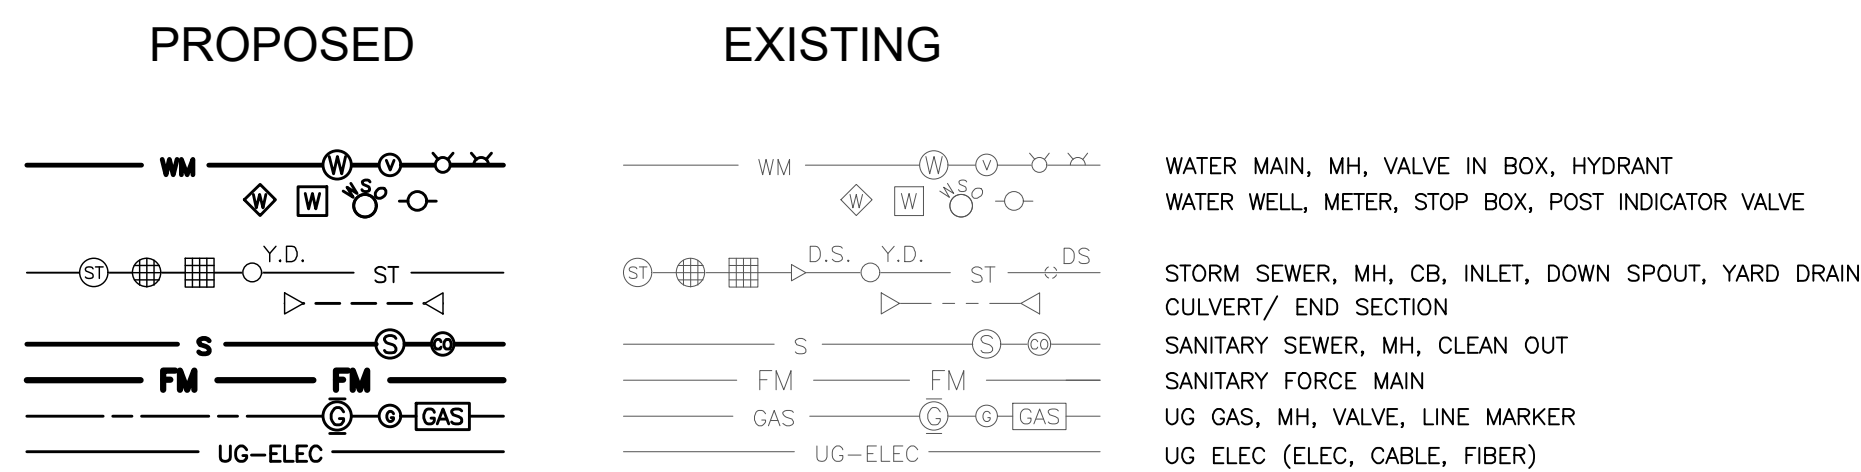 PROPOSED EXISTING
WM W V WM W V WATER MAIN, MH, VALVE IN BOX, HYDRANT
W W WSO W W WSO WATER WELL, METER, STOP BOX, POST INDICATOR VALVE
Y.D. D.S. Y.D. DS
ST ST ST ST STORM SEWER, MH, CB, INLET, DOWN SPOUT, YARD DRAIN
CULVERT/ END SECTION
S S CO S S CO SANITARY SEWER, MH, CLEAN OUT
FM FM FM FM SANITARY FORCE MAIN
G G GAS GAS G G GAS UG GAS, MH, VALVE, LINE MARKER
UG-ELEC UG-ELEC UG ELEC (ELEC, CABLE, FIBER)